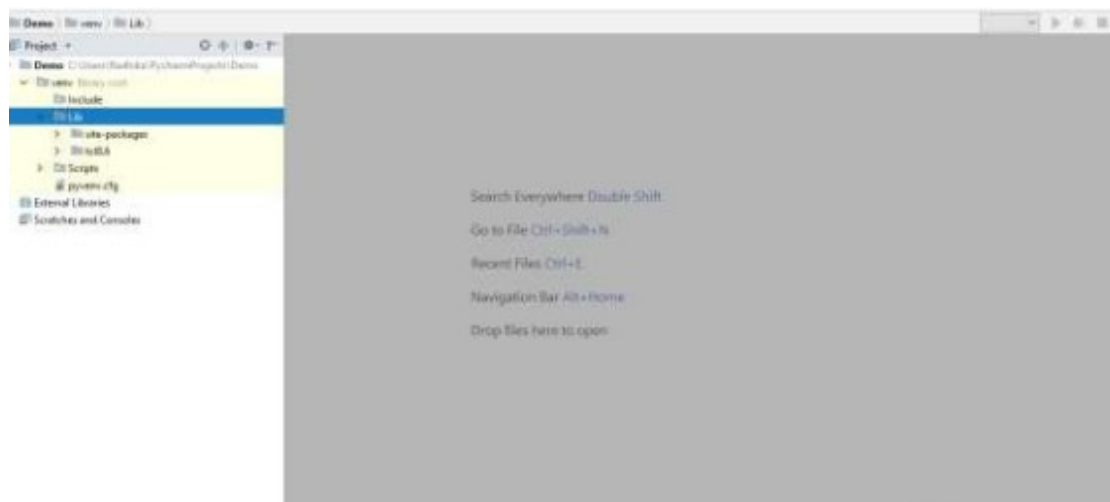 Demo venv Lib
Project
Demo
venv library root
Include
Lib
site-packages
Scripts
pyvenv.cfg
External Libraries
Scratches and Consoles
Search Everywhere Double Shift
Go to File Ctrl+Shift+N
Recent Files Ctrl+E
Navigation Bar Alt+Home
Drop files here to open